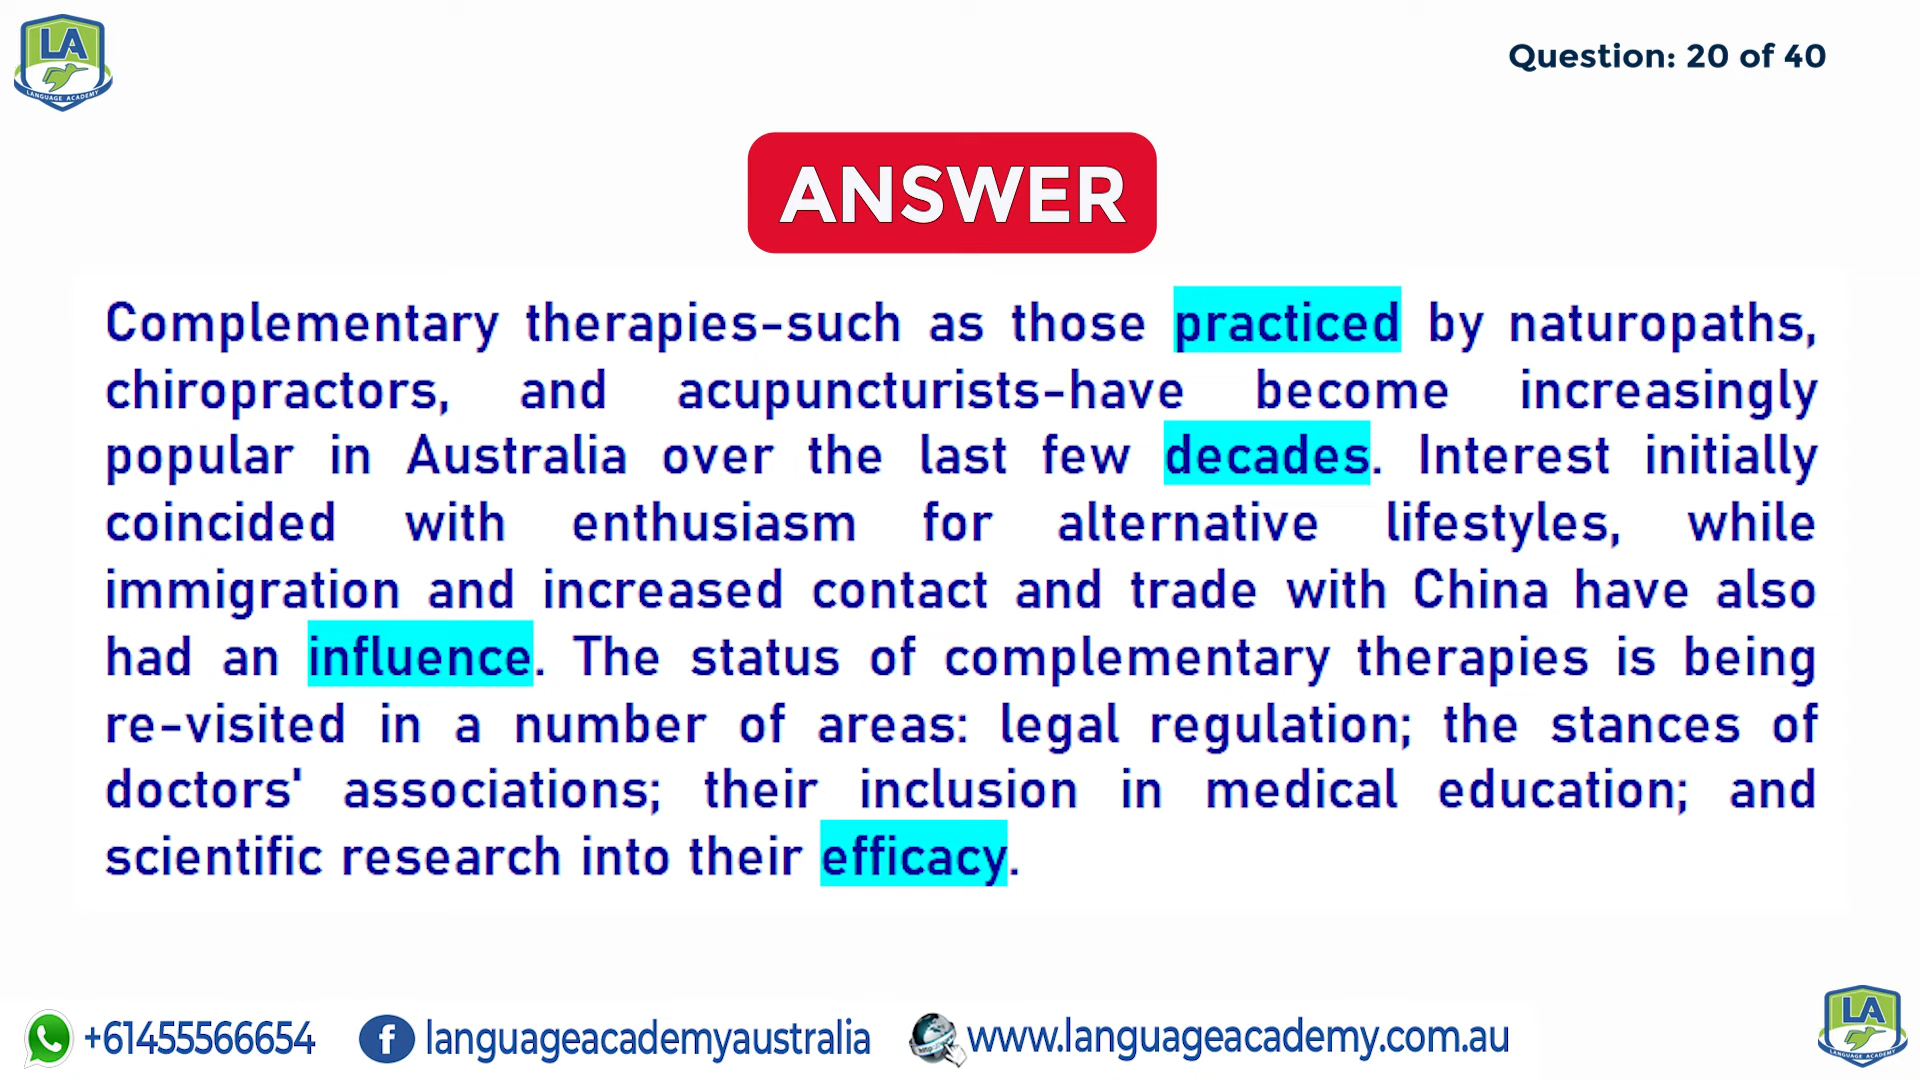 LA
LANGUAGE ACADEMY
Question: 20 of 40
ANSWER
Complementary therapies-such as those practiced by naturopaths,
chiropractors, and acupuncturists-have become increasingly
popular in Australia over the last few decades. Interest initially
coincided with enthusiasm for alternative lifestyles, while
immigration and increased contact and trade with China have also
had an influence. The status of complementary therapies is being
re-visited in a number of areas: legal regulation; the stances of
doctors' associations; their inclusion in medical education; and
scientific research into their efficacy.
+61455566654
f
languageacademyaustralia
http://
www.languageacademy.com.au
LA
LANGUAGE ACADEMY